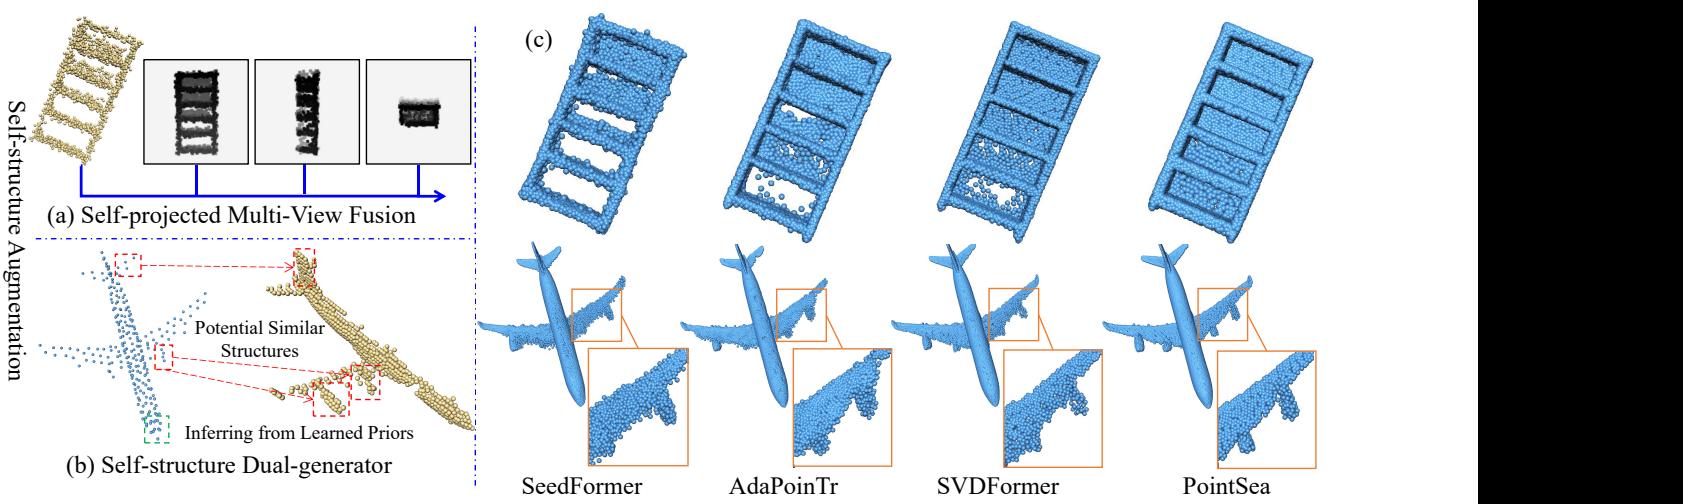 Self-structure Augmentation
(a) Self-projected Multi-View Fusion
Potential Similar
Structures
Inferring from Learned Priors
(b) Self-structure Dual-generator
(c)
SeedFormer
AdaPoinTr
SVDFormer
PointSea